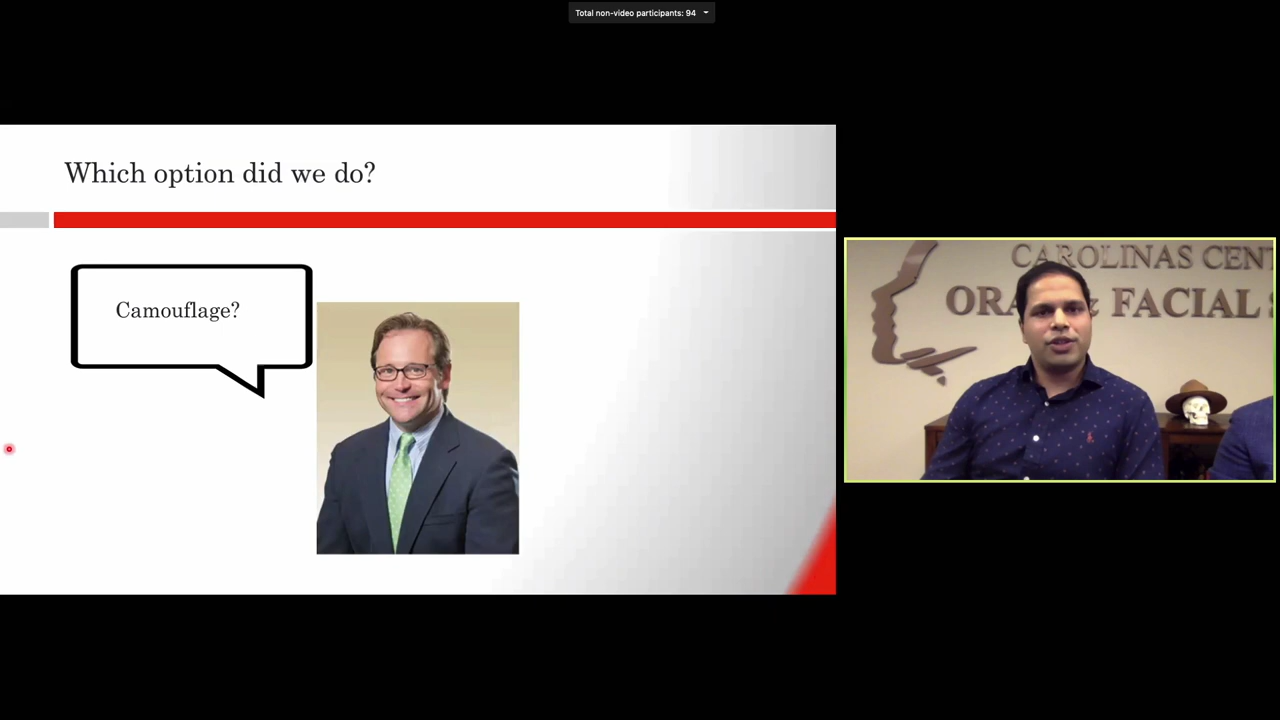 Total non-video participants: 94
Which option did we do?
Camouflage?
CAROLINAS CENT
ORA & FACIAL S